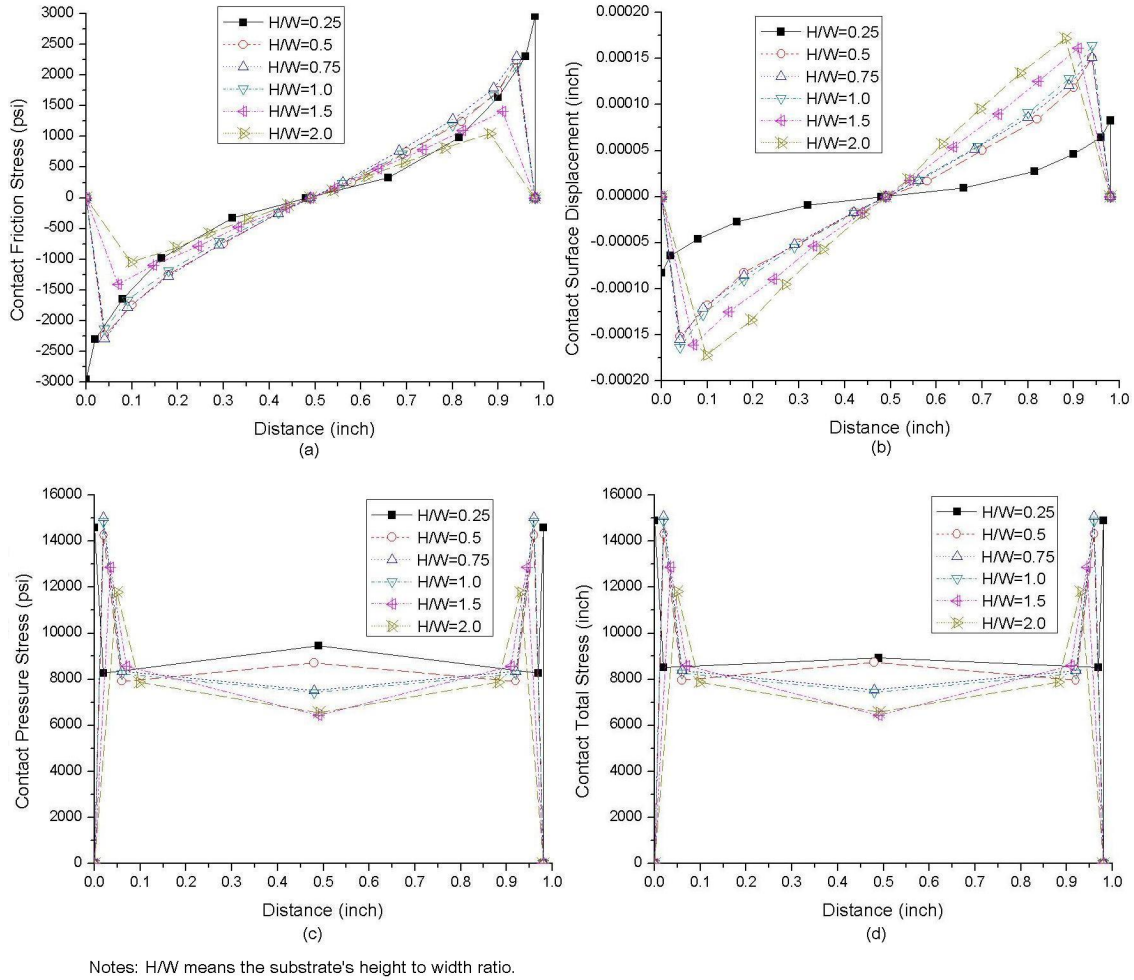 3000
2500
2000
1500
1000
500
0
-500
-1000
-1500
-2000
-2500
-3000
Contact Friction Stress (psi)
H/W=0.25
H/W=0.5
H/W=0.75
H/W=1.0
H/W=1.5
H/W=2.0
0.0 0.1 0.2 0.3 0.4 0.5 0.6 0.7 0.8 0.9 1.0
Distance (inch)
(a)
0.00020
0.00015
0.00010
0.00005
0.00000
-0.00005
-0.00010
-0.00015
-0.00020
Contact Surface Displacement (inch)
H/W=0.25
H/W=0.5
H/W=0.75
H/W=1.0
H/W=1.5
H/W=2.0
0.0 0.1 0.2 0.3 0.4 0.5 0.6 0.7 0.8 0.9 1.0
Distance (inch)
(b)
16000
14000
12000
10000
8000
6000
4000
2000
0
Contact Pressure Stress (psi)
H/W=0.25
H/W=0.5
H/W=0.75
H/W=1.0
H/W=1.5
H/W=2.0
0.0 0.1 0.2 0.3 0.4 0.5 0.6 0.7 0.8 0.9 1.0
Distance (inch)
(c)
16000
14000
12000
10000
8000
6000
4000
2000
0
Contact Total Stress (inch)
H/W=0.25
H/W=0.5
H/W=0.75
H/W=1.0
H/W=1.5
H/W=2.0
0.0 0.1 0.2 0.3 0.4 0.5 0.6 0.7 0.8 0.9 1.0
Distance (inch)
(d)
Notes: H/W means the substrate's height to width ratio.